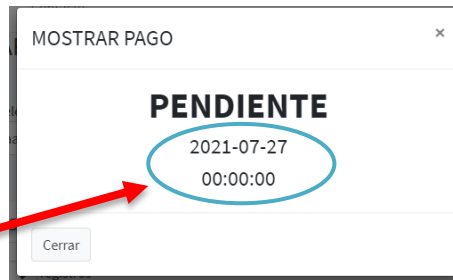 MOSTRAR PAGO ×
PENDIENTE
2021-07-27
00:00:00
Cerrar